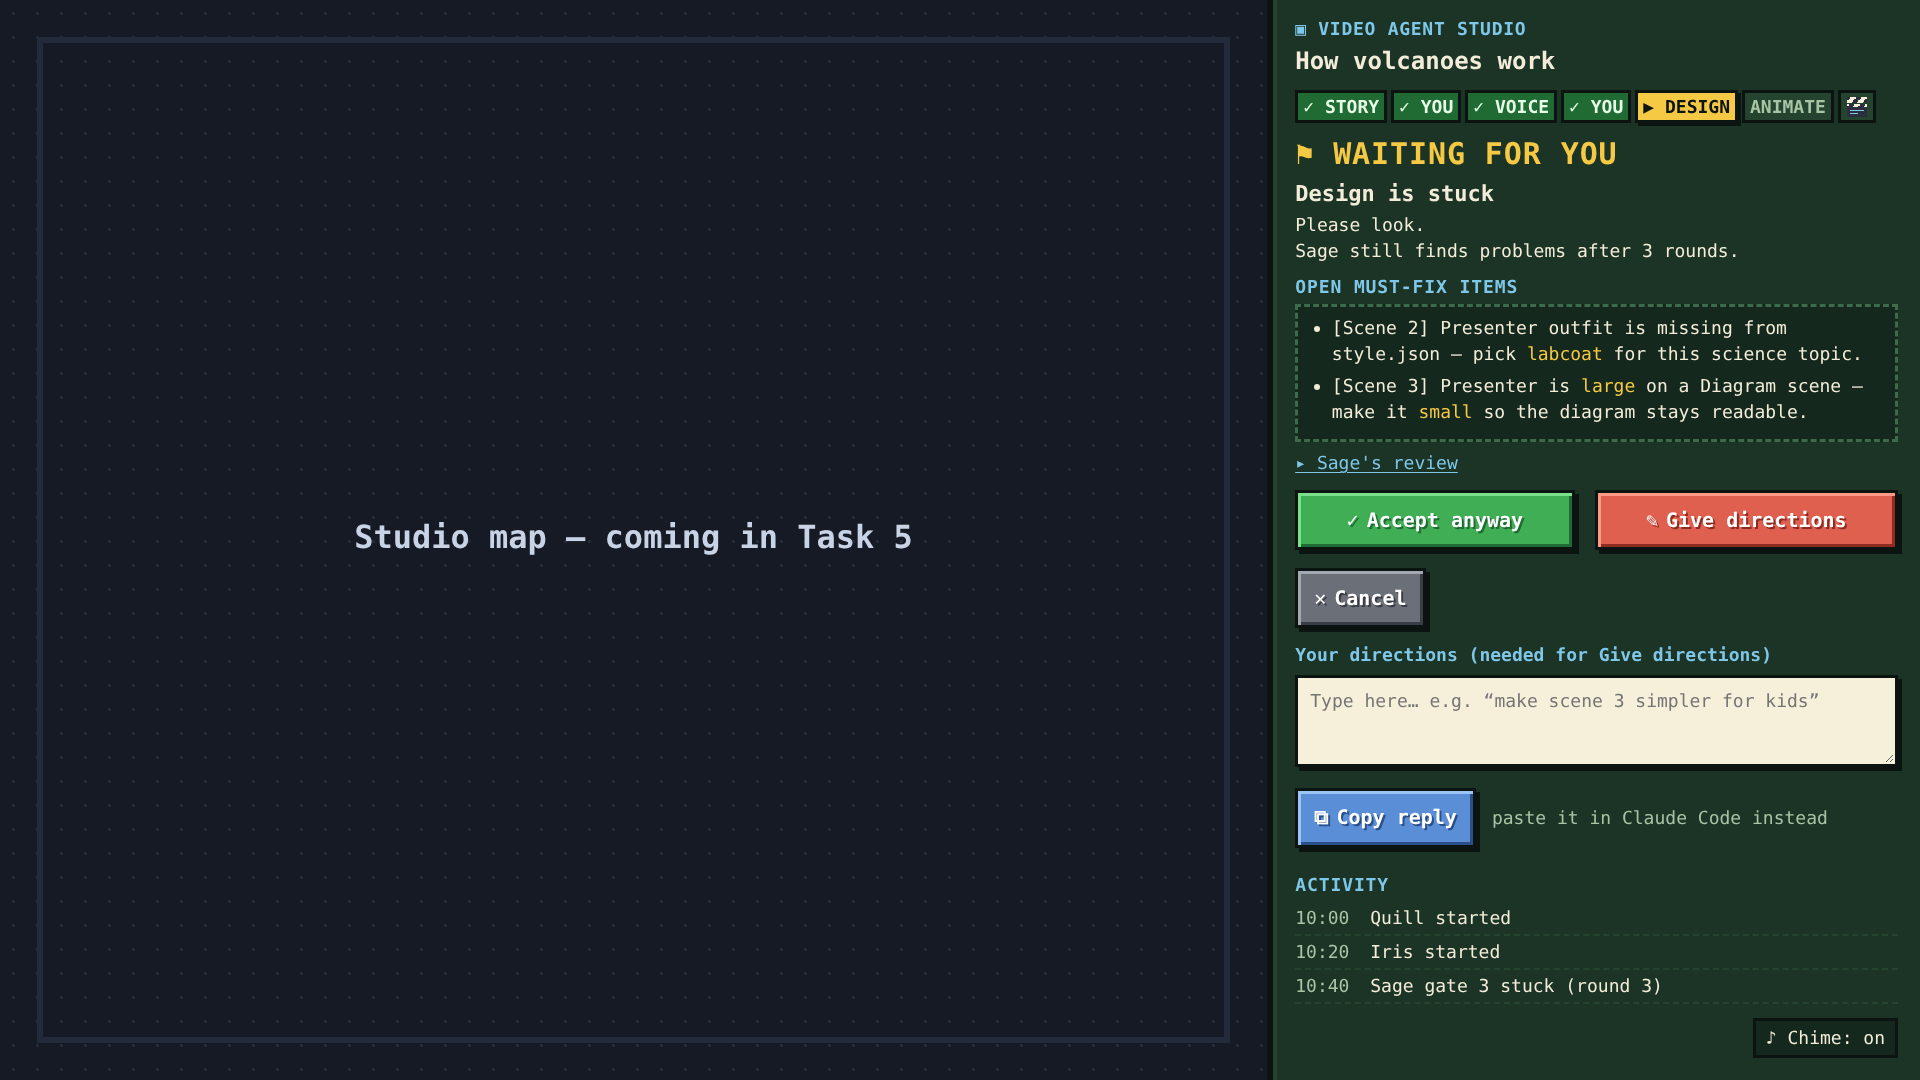 Studio map — coming in Task 5
▣ VIDEO AGENT STUDIO
How volcanoes work
✓ STORY ✓ YOU ✓ VOICE ✓ YOU ▶ DESIGN ANIMATE 🎬
⚑ WAITING FOR YOU
Design is stuck
Please look.
Sage still finds problems after 3 rounds.
OPEN MUST-FIX ITEMS
• [Scene 2] Presenter outfit is missing from
style.json — pick labcoat for this science topic.
• [Scene 3] Presenter is large on a Diagram scene —
make it small so the diagram stays readable.
▸ Sage's review
✓ Accept anyway ✎ Give directions
✕ Cancel
Your directions (needed for Give directions)
Type here… e.g. “make scene 3 simpler for kids”
⧉ Copy reply paste it in Claude Code instead
ACTIVITY
10:00 Quill started
10:20 Iris started
10:40 Sage gate 3 stuck (round 3)
♪ Chime: on